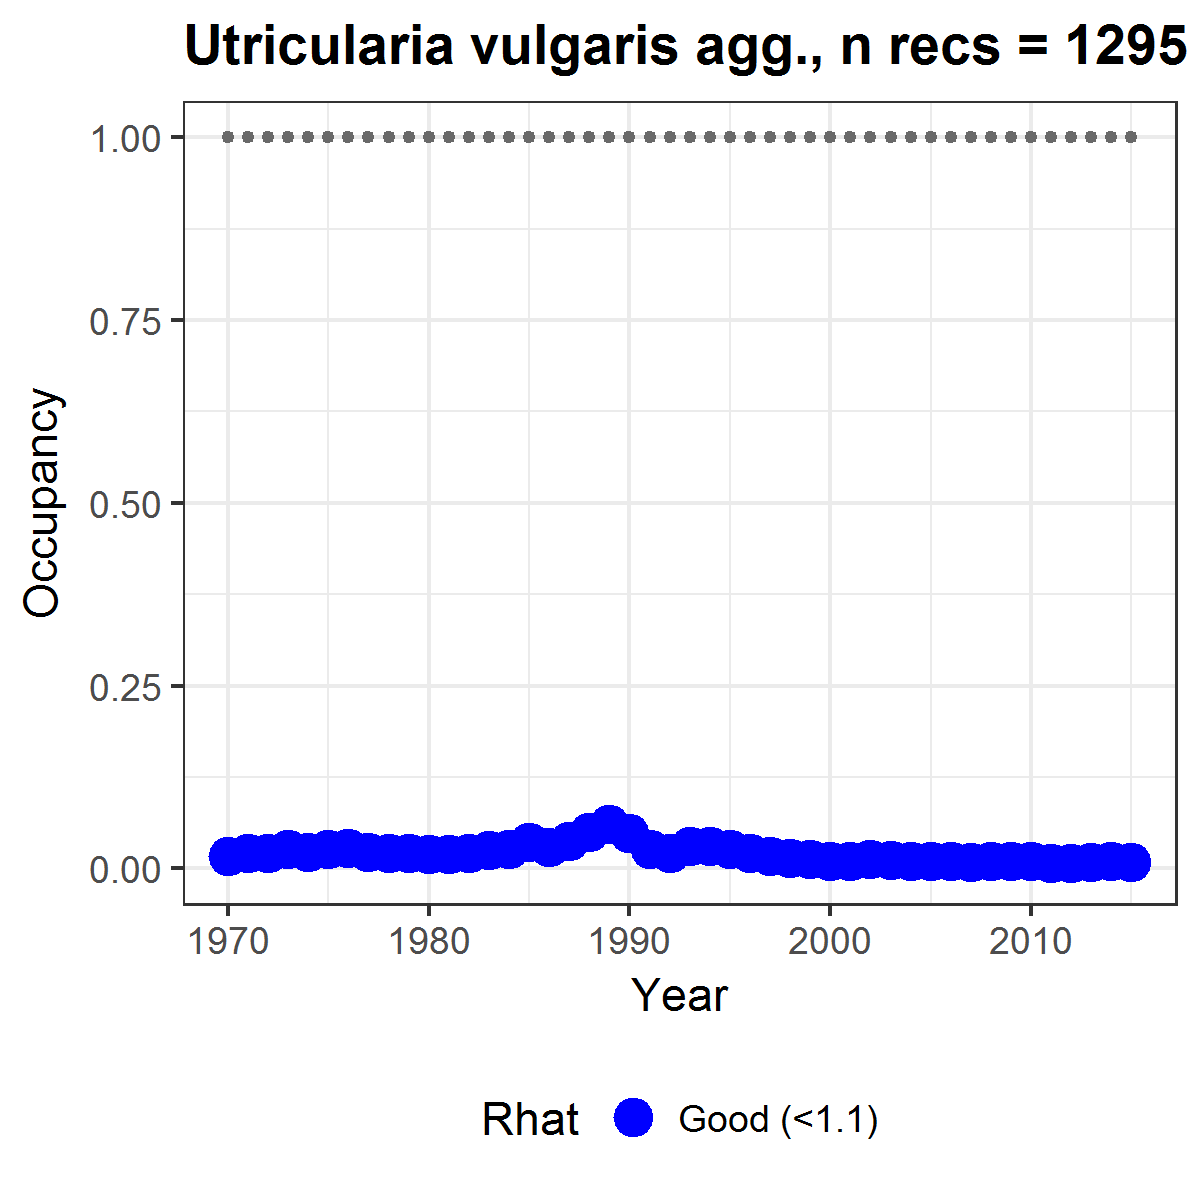 Utricularia vulgaris agg., n recs = 1295
1.00
0.75
0.50
0.25
0.00
Occupancy
1970 1980 1990 2000 2010
Year
Rhat Good (<1.1)